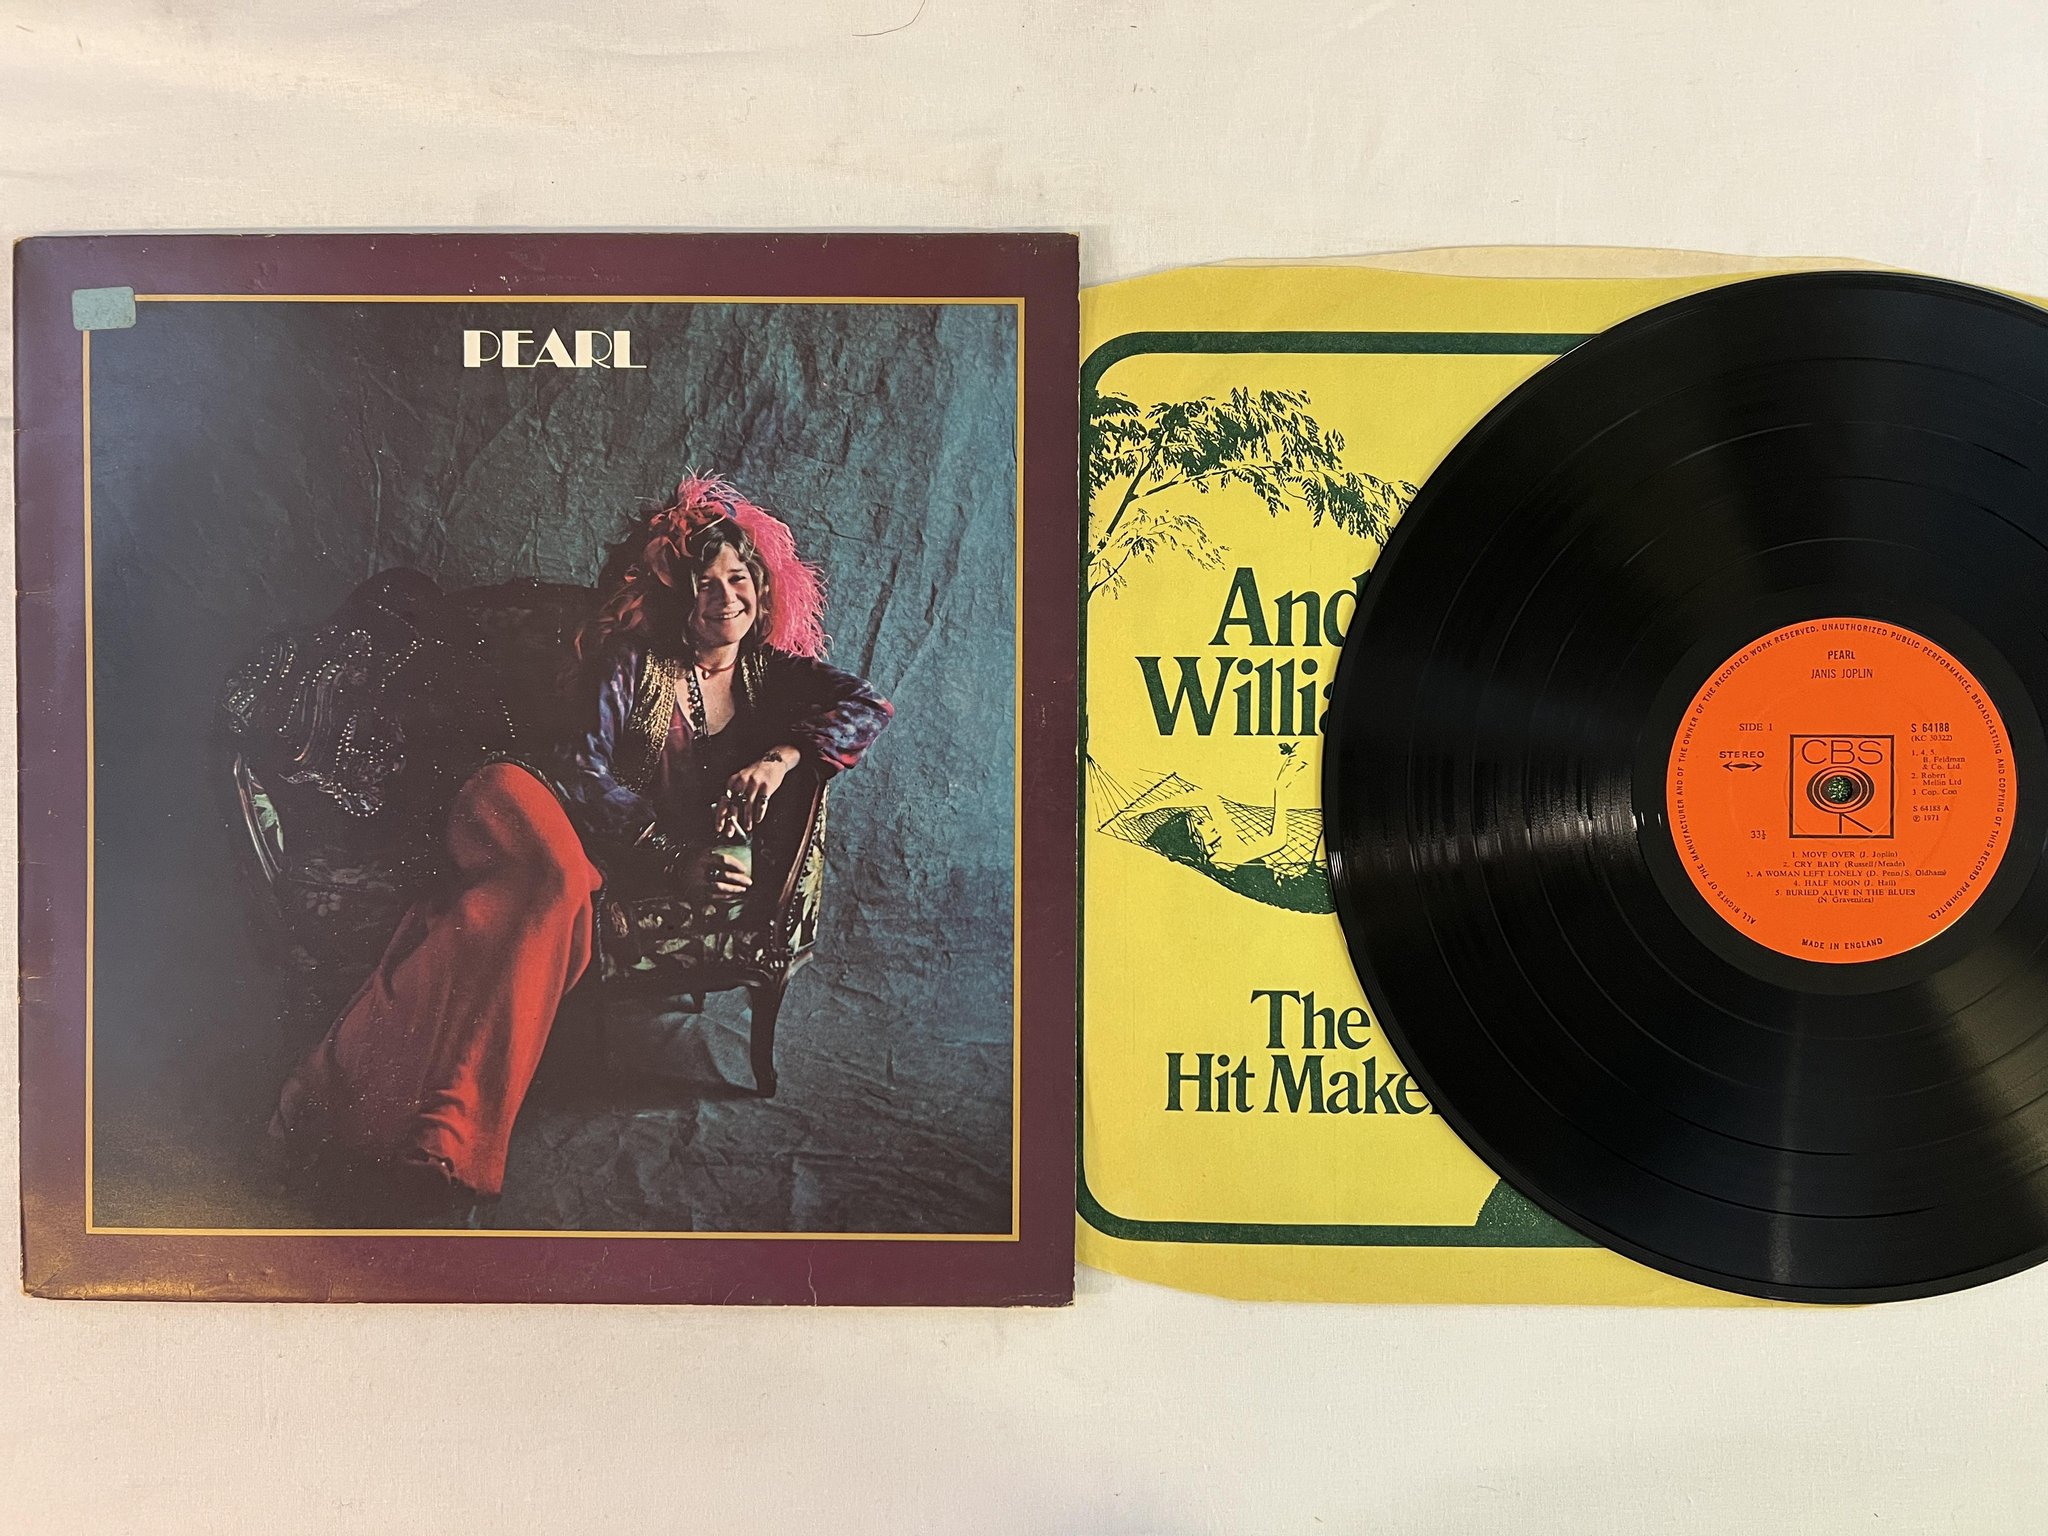 PEARL
And
Willia
The
Hit Make
ALL RIGHTS OF THE MANUFACTURER AND OF THE OWNER OF THE RECORDED WORK RESERVED. UNAUTHORIZED PUBLIC PERFORMANCE, BROADCASTING AND COPYING OF THIS RECORD PROHIBITED.
PEARL
JANIS JOPLIN
SIDE 1
STEREO
33⅓
CBS
S 64188
(KC 30322)
1, 4, 5,
B. Feldman
& Co. Ltd.
2. Robert
Mellin Ltd
3. Cop. Con
S 64188 A
℗ 1971
1. MOVE OVER (J. Joplin)
2. CRY BABY (Russell/Meade)
3. A WOMAN LEFT LONELY (D. Penn/S. Oldham)
4. HALF MOON (J. Hall)
5. BURIED ALIVE IN THE BLUES
(N. Gravenites)
MADE IN ENGLAND